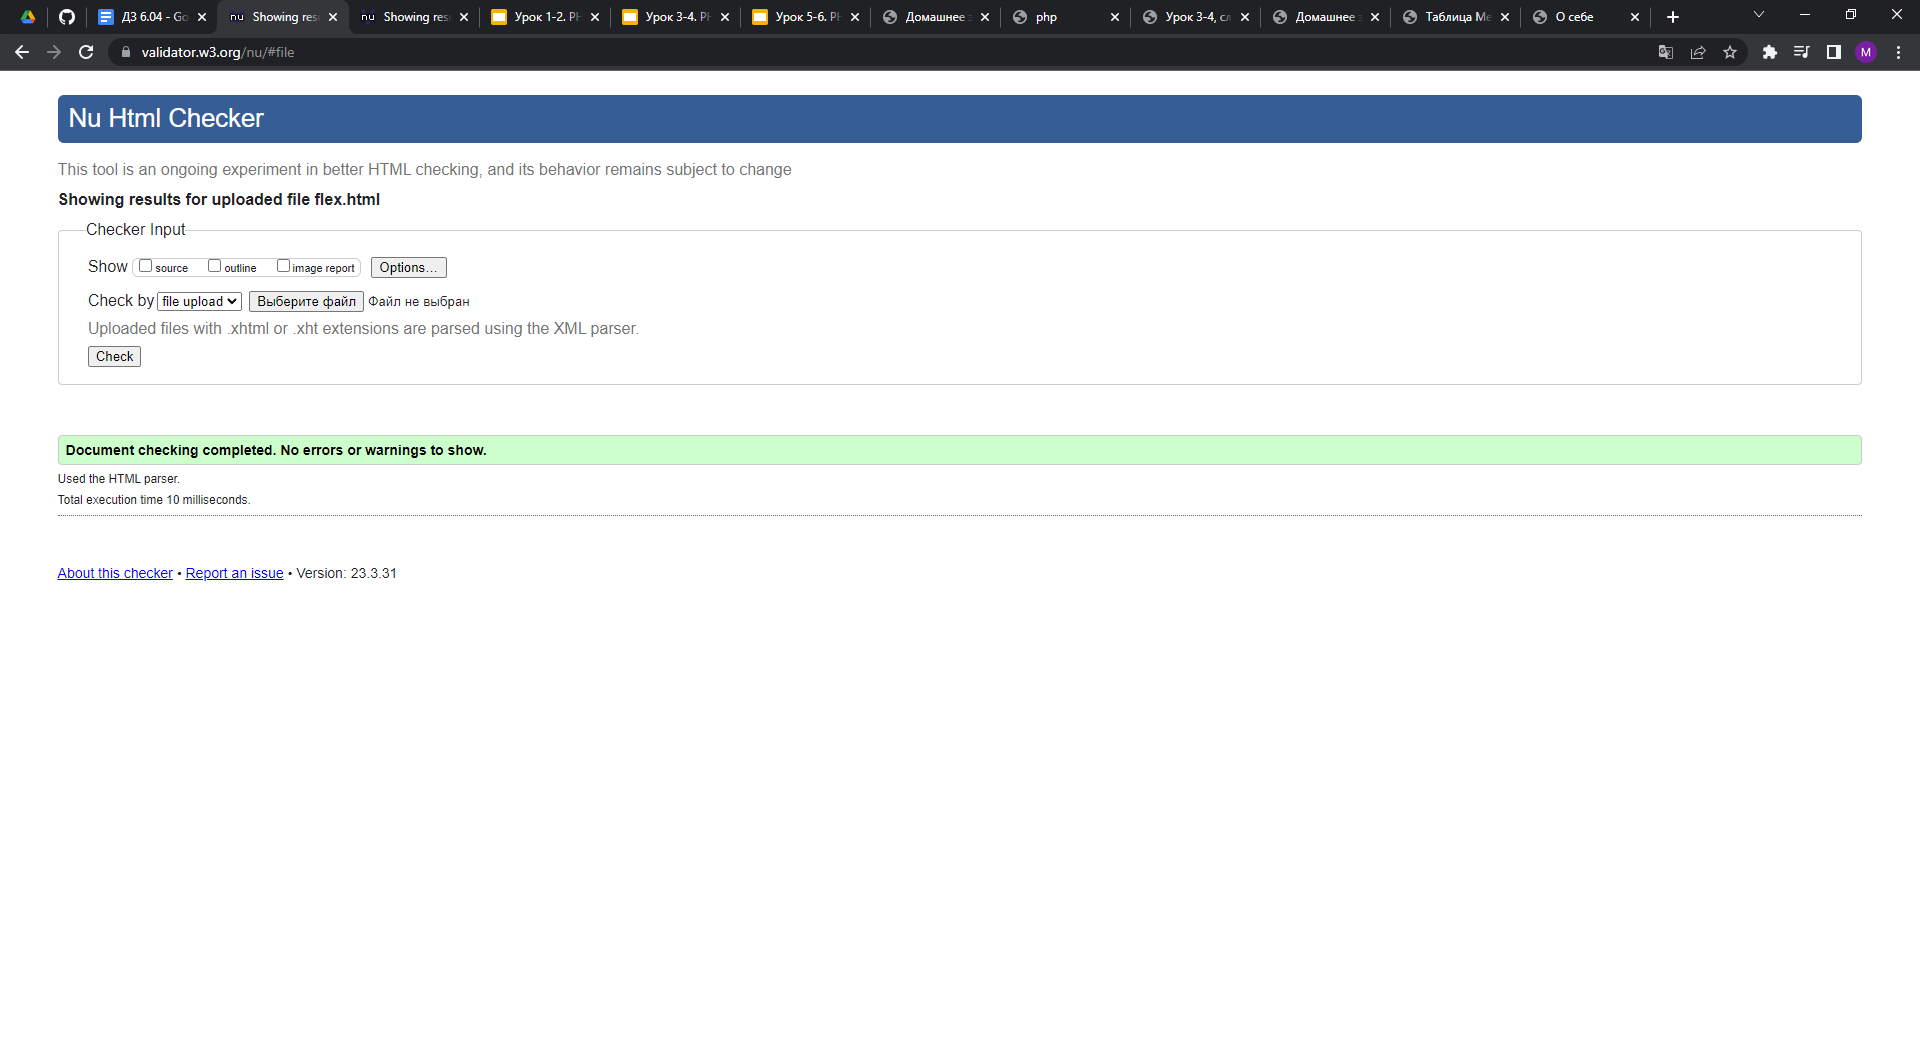 ДЗ 6.04 - Go
Showing res
Showing res
Урок 1-2. PH
Урок 3-4. PH
Урок 5-6. PH
Домашнее з
php
Урок 3-4, сл
Домашнее з
Таблица Ме
О себе
validator.w3.org/nu/#file
M
Nu Html Checker
This tool is an ongoing experiment in better HTML checking, and its behavior remains subject to change
Showing results for uploaded file flex.html
Checker Input
Show source outline image report Options...
Check by file upload Выберите файл Файл не выбран
Uploaded files with .xhtml or .xht extensions are parsed using the XML parser.
Check
Document checking completed. No errors or warnings to show.
Used the HTML parser.
Total execution time 10 milliseconds.
About this checker • Report an issue • Version: 23.3.31